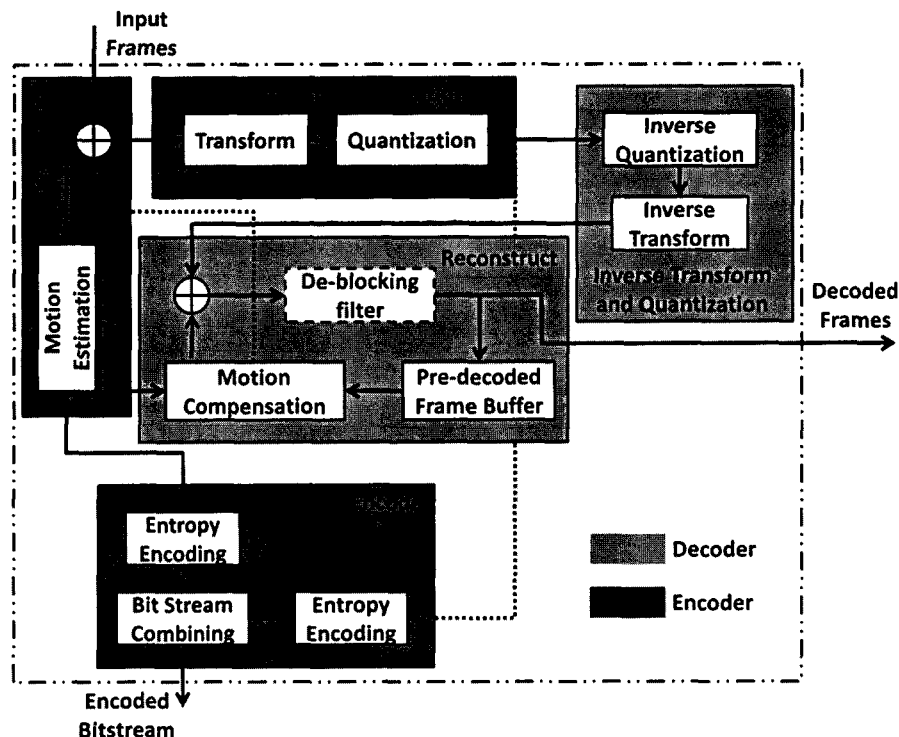 Input
Frames
Transform
Quantization
Inverse
Quantization
Inverse
Transform
Inverse Transform
and Quantization
Reconstruct
De-blocking
filter
Decoded
Frames
Motion
Estimation
Motion
Compensation
Pre-decoded
Frame Buffer
Entropy
Encoding
Bit Stream
Combining
Entropy
Encoding
Decoder
Encoder
Encoded
Bitstream